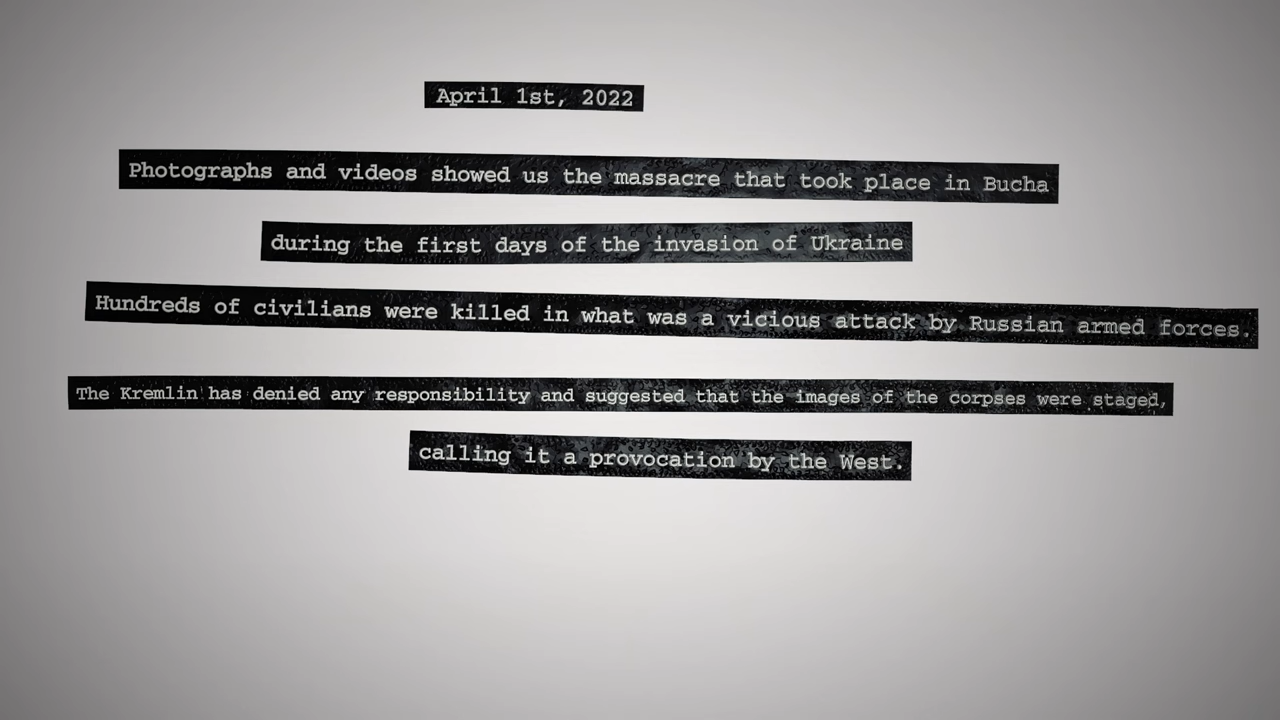 April 1st, 2022
Photographs and videos showed us the massacre that took place in Bucha
during the first days of the invasion of Ukraine
Hundreds of civilians were killed in what was a vicious attack by Russian armed forces.
The Kremlin has denied any responsibility and suggested that the images of the corpses were staged,
calling it a provocation by the West.